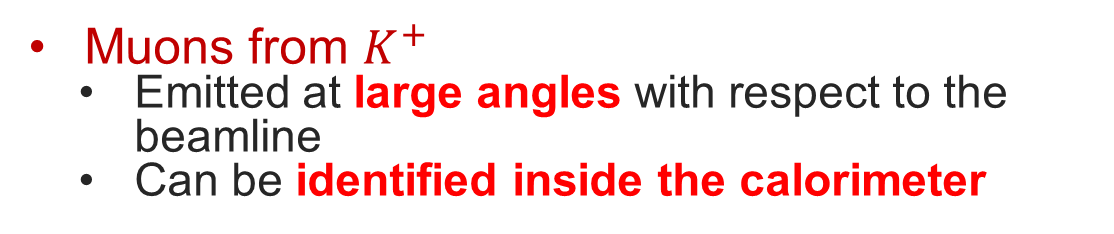 • Muons from K⁺
• Emitted at large angles with respect to the
beamline
• Can be identified inside the calorimeter